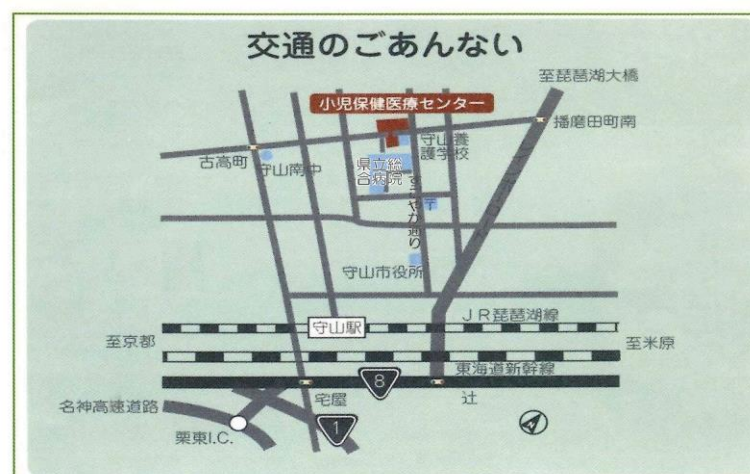 交通のごあんない
至琵琶湖大橋
小児保健医療センター
播磨田町南
古高町
守山南中
守山養
護学校
県立総
合病院
すこやか通り
〒
守山市役所
JR琵琶湖線
守山駅
至京都
至米原
東海道新幹線
8
名神高速道路
宅屋
辻
栗東I.C.
1